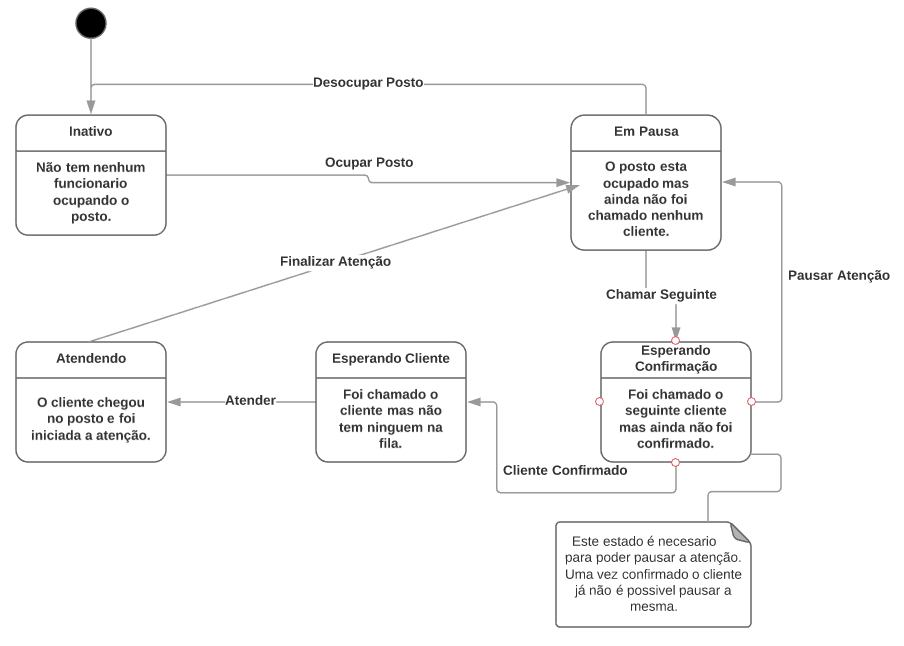 Desocupar Posto
Inativo
Não tem nenhum
funcionario
ocupando o
posto.
Ocupar Posto
Em Pausa
O posto esta
ocupado mas
ainda não foi
chamado nenhum
cliente.
Finalizar Atenção
Pausar Atenção
Chamar Seguinte
Atendendo
O cliente chegou
no posto e foi
iniciada a atenção.
Atender
Esperando Cliente
Foi chamado o
cliente mas não
tem ninguem na
fila.
Esperando
Confirmação
Foi chamado o
seguinte cliente
mas ainda não foi
confirmado.
Cliente Confirmado
Este estado é necesario
para poder pausar a atenção.
Uma vez confirmado o cliente
já não é possivel pausar a
mesma.